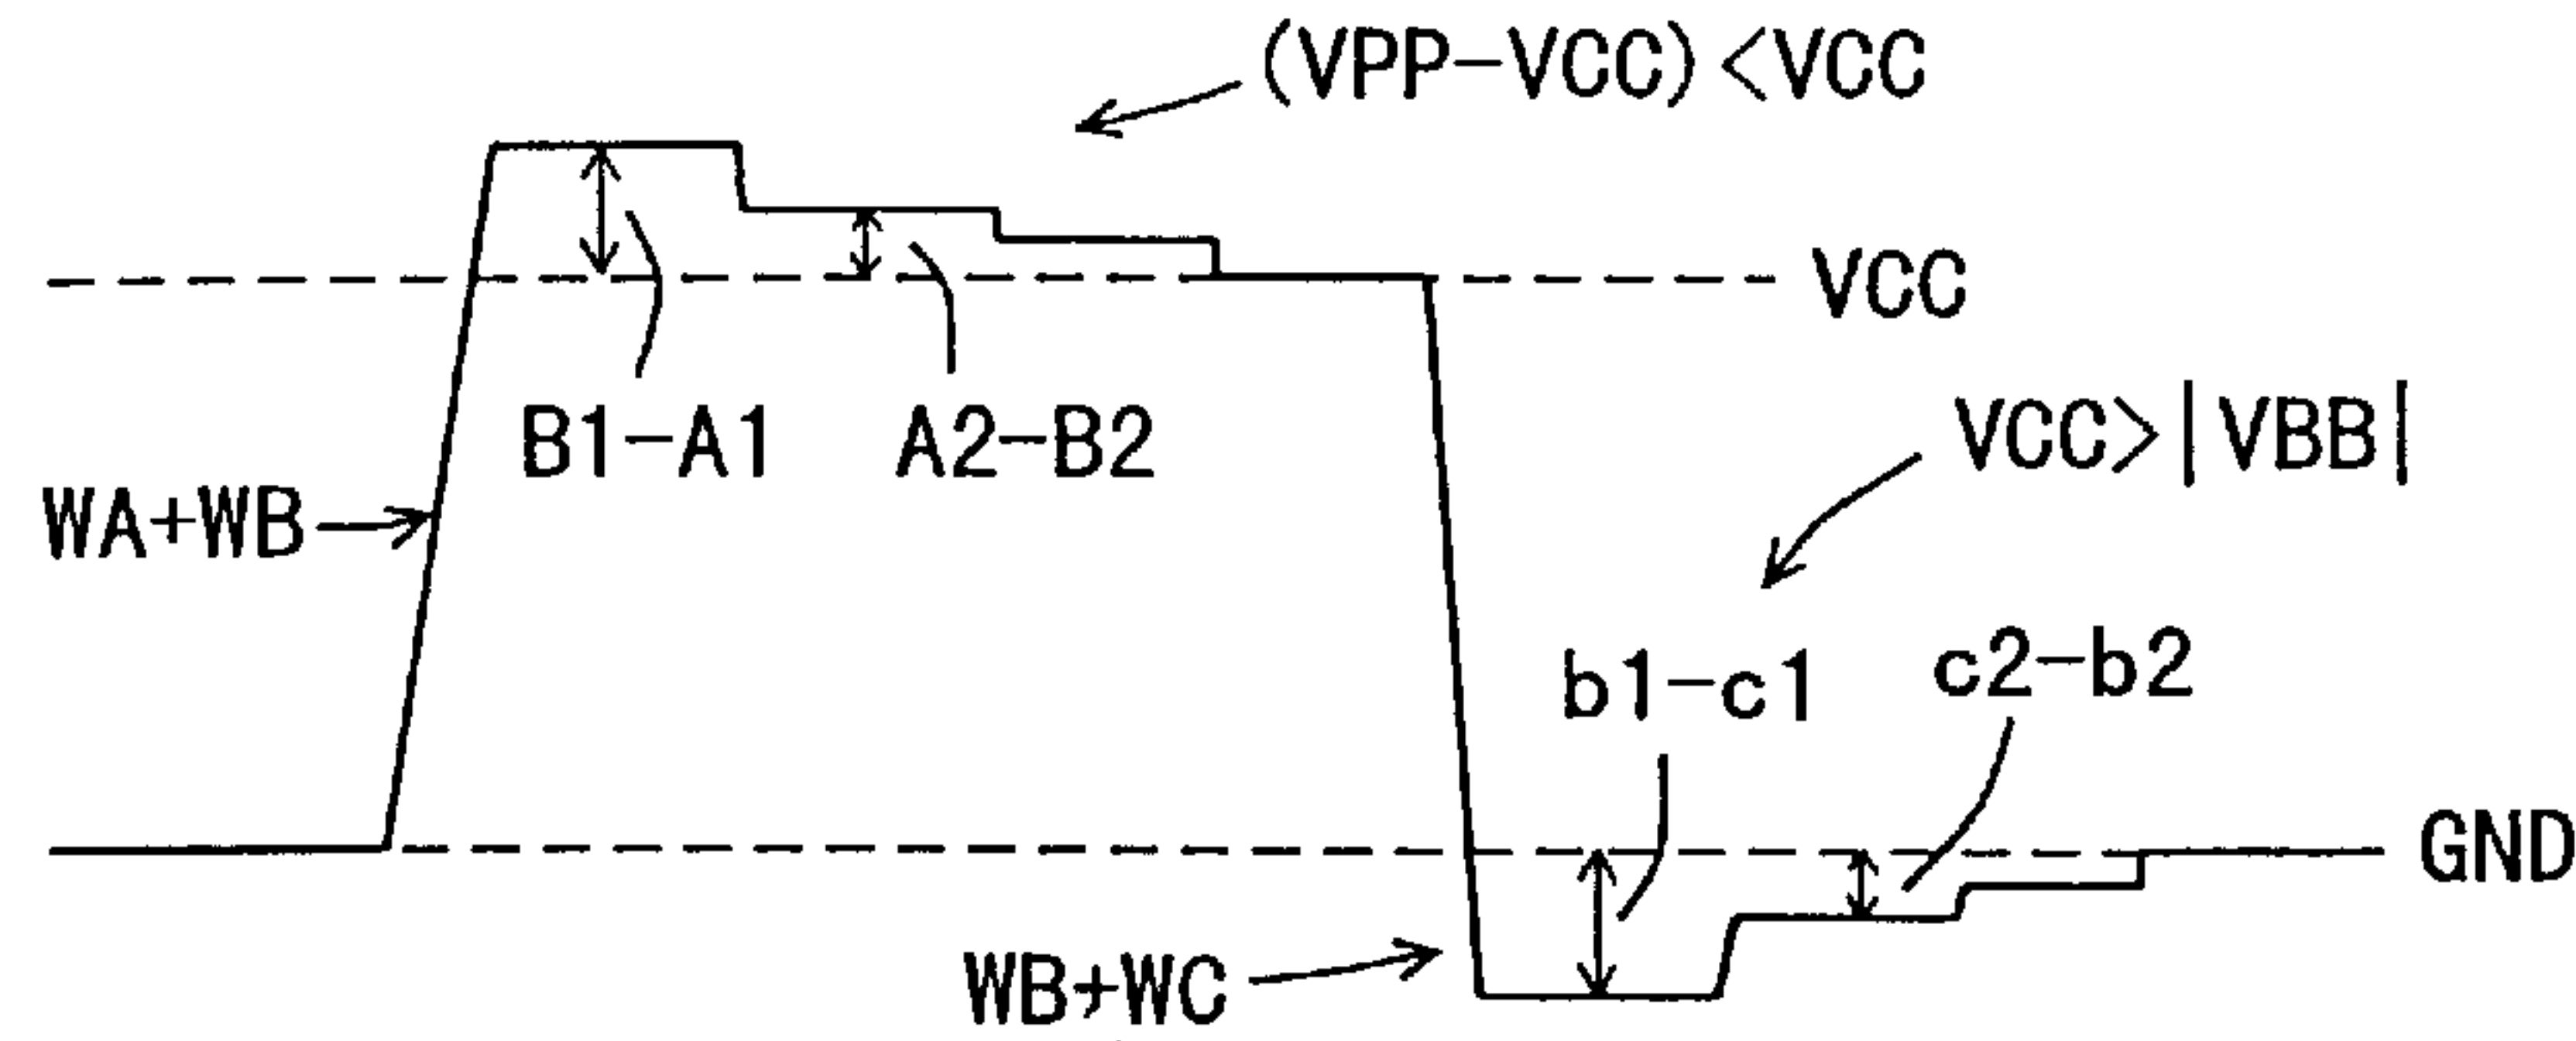 (VPP-VCC)<VCC
VCC
B1-A1
A2-B2
VCC>|VBB|
WA+WB
b1-c1
c2-b2
GND
WB+WC